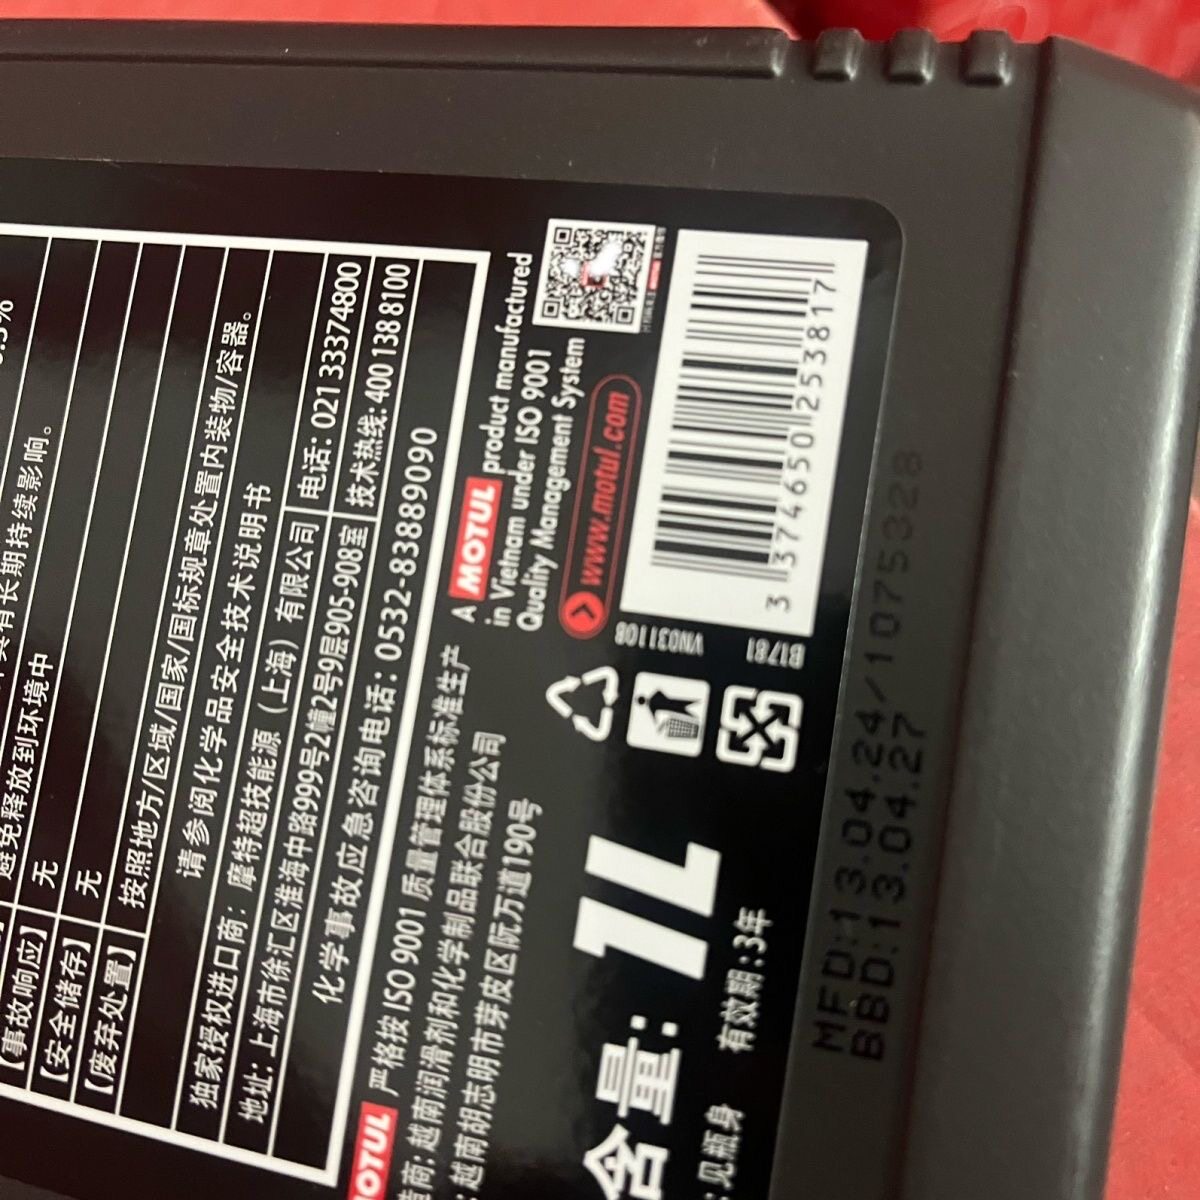 避免释放到环境中
【事故响应】 无
【安全储存】 无
【废弃处置】 按照地方/区域/国家/国标规章处置内装物/容器。
请参阅化学品安全技术说明书
独家授权进口商: 摩特超技能源（上海）有限公司 电话: 021 33374800
地址: 上海市徐汇区淮海中路999号2幢2号9层905-908室 技术热线: 400 138 8100
化学事故应急咨询电话: 0532-83889090
MOTUL 严格按 ISO 9001 质量管理体系标准生产
越南润滑剂和化学制品联合股份公司
越南胡志明市芽皮区阮万道190号
A MOTUL product manufactured
in Vietnam under ISO 9001
Quality Management System
www.motul.com
VN03110B
B1781
3 374650 253817
含量: 1L
见瓶身 有效期: 3年
MFD:13.04.24/1075328
BBD:13.04.27